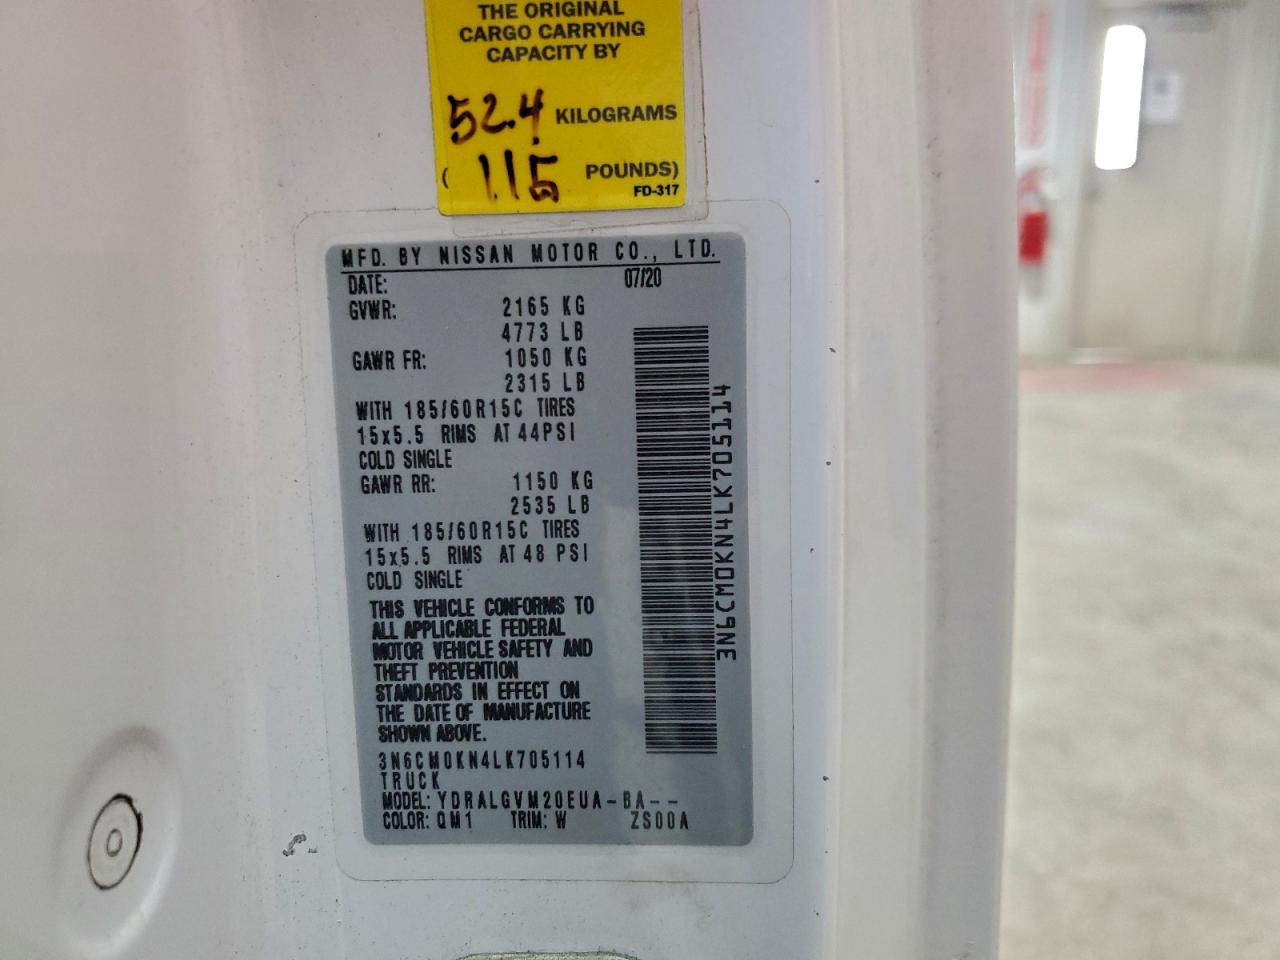 THE ORIGINAL
CARGO CARRYING
CAPACITY BY
52.4 KILOGRAMS
( 115 POUNDS)
FD-317
MFD. BY NISSAN MOTOR CO., LTD.
DATE: 07/20
GVWR: 2165 KG
4773 LB
GAWR FR: 1050 KG
2315 LB
WITH 185/60R15C TIRES
15x5.5 RIMS AT 44PSI
COLD SINGLE
GAWR RR: 1150 KG
2535 LB
WITH 185/60R15C TIRES
15x5.5 RIMS AT 48 PSI
COLD SINGLE
THIS VEHICLE CONFORMS TO
ALL APPLICABLE FEDERAL
MOTOR VEHICLE SAFETY AND
THEFT PREVENTION
STANDARDS IN EFFECT ON
THE DATE OF MANUFACTURE
SHOWN ABOVE.
3N6CM0KN4LK705114
TRUCK
MODEL: YDRALGVM20EUA-BA--
COLOR: QM1 TRIM: W ZS00A
3N6CM0KN4LK705114